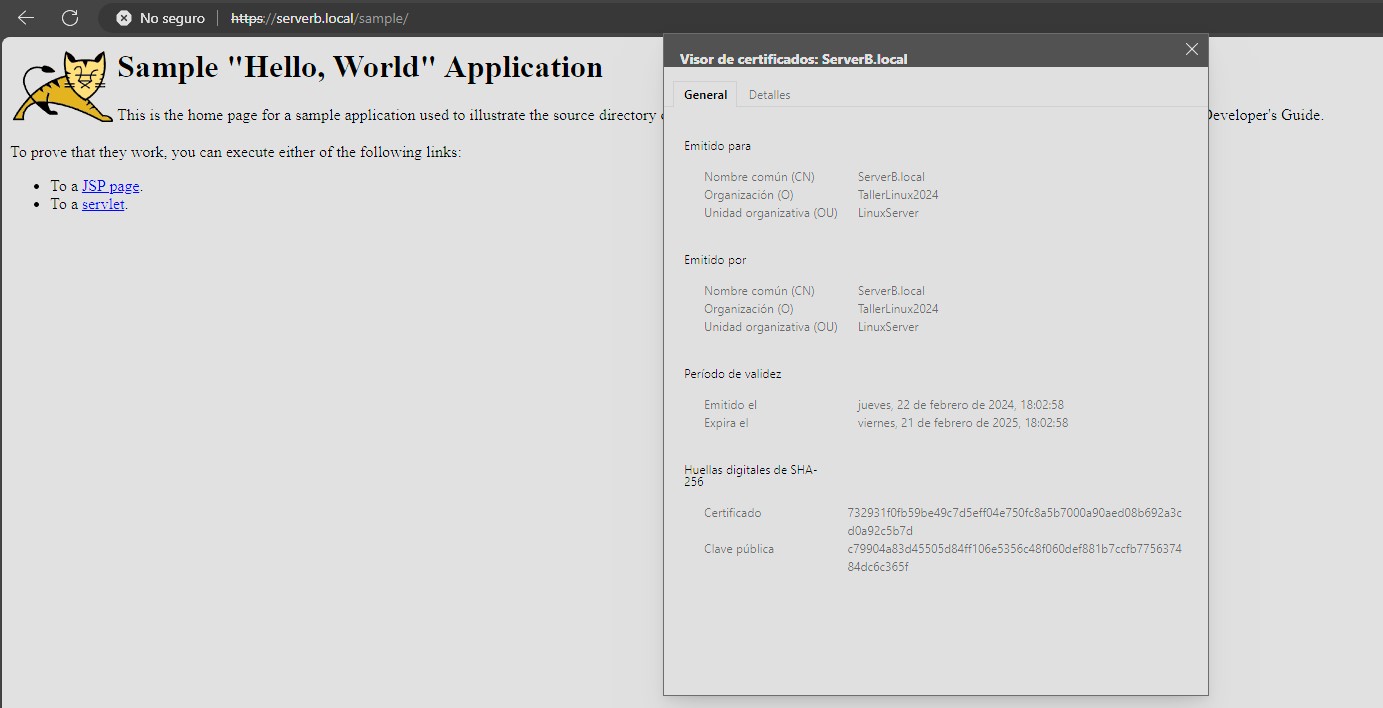 No seguro | https://serverb.local/sample/
Sample "Hello, World" Application
This is the home page for a sample application used to illustrate the source directory
Developer's Guide.
To prove that they work, you can execute either of the following links:
• To a JSP page.
• To a servlet.
Visor de certificados: ServerB.local
General Detalles
Emitido para
Nombre común (CN) ServerB.local
Organización (O) TallerLinux2024
Unidad organizativa (OU) LinuxServer
Emitido por
Nombre común (CN) ServerB.local
Organización (O) TallerLinux2024
Unidad organizativa (OU) LinuxServer
Período de validez
Emitido el jueves, 22 de febrero de 2024, 18:02:58
Expira el viernes, 21 de febrero de 2025, 18:02:58
Huellas digitales de SHA-
256
Certificado 732931f0fb59be49c7d5eff04e750fc8a5b7000a90aed08b692a3c
d0a92c5b7d
Clave pública c79904a83d45505d84ff106e5356c48f060def881b7ccfb7756374
84dc6c365f